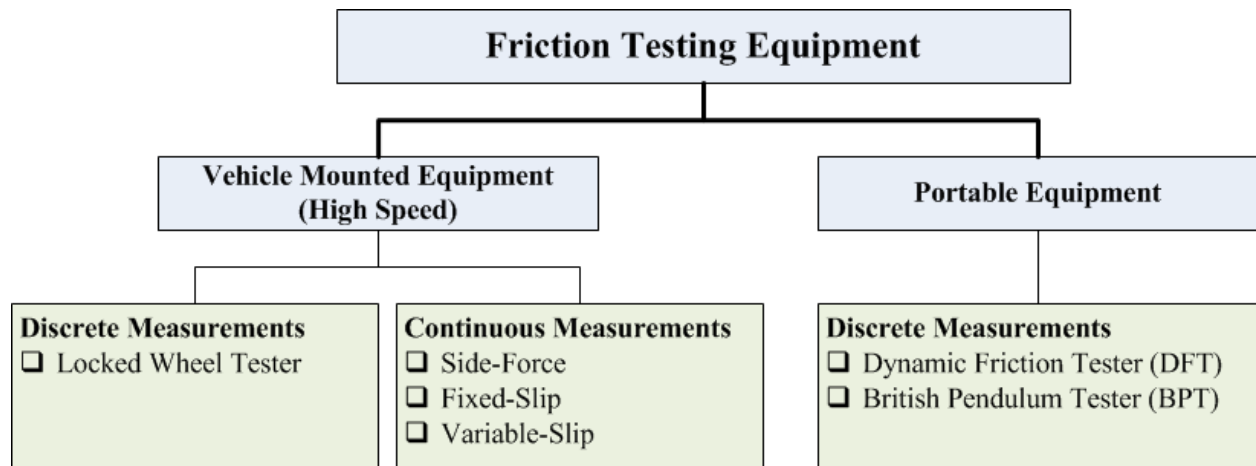 Friction Testing Equipment
Vehicle Mounted Equipment
(High Speed)
Portable Equipment
Discrete Measurements
❑ Locked Wheel Tester
Continuous Measurements
❑ Side-Force
❑ Fixed-Slip
❑ Variable-Slip
Discrete Measurements
❑ Dynamic Friction Tester (DFT)
❑ British Pendulum Tester (BPT)